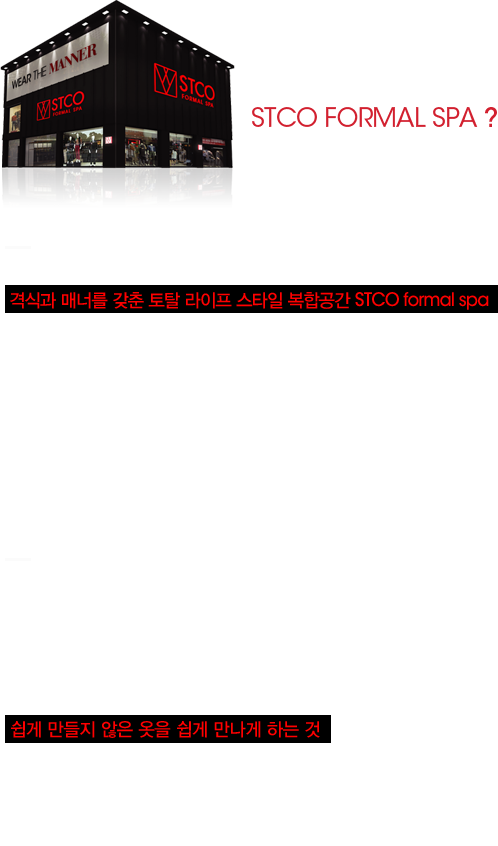 WEAR THE MANNER
STCO
FORMAL SPA
STCO
FORMAL SPA
STCO FORMAL SPA ?
격식과 매너를 갖춘 토탈 라이프 스타일 복합공간 STCO formal spa
쉽게 만들지 않은 옷을 쉽게 만나게 하는 것